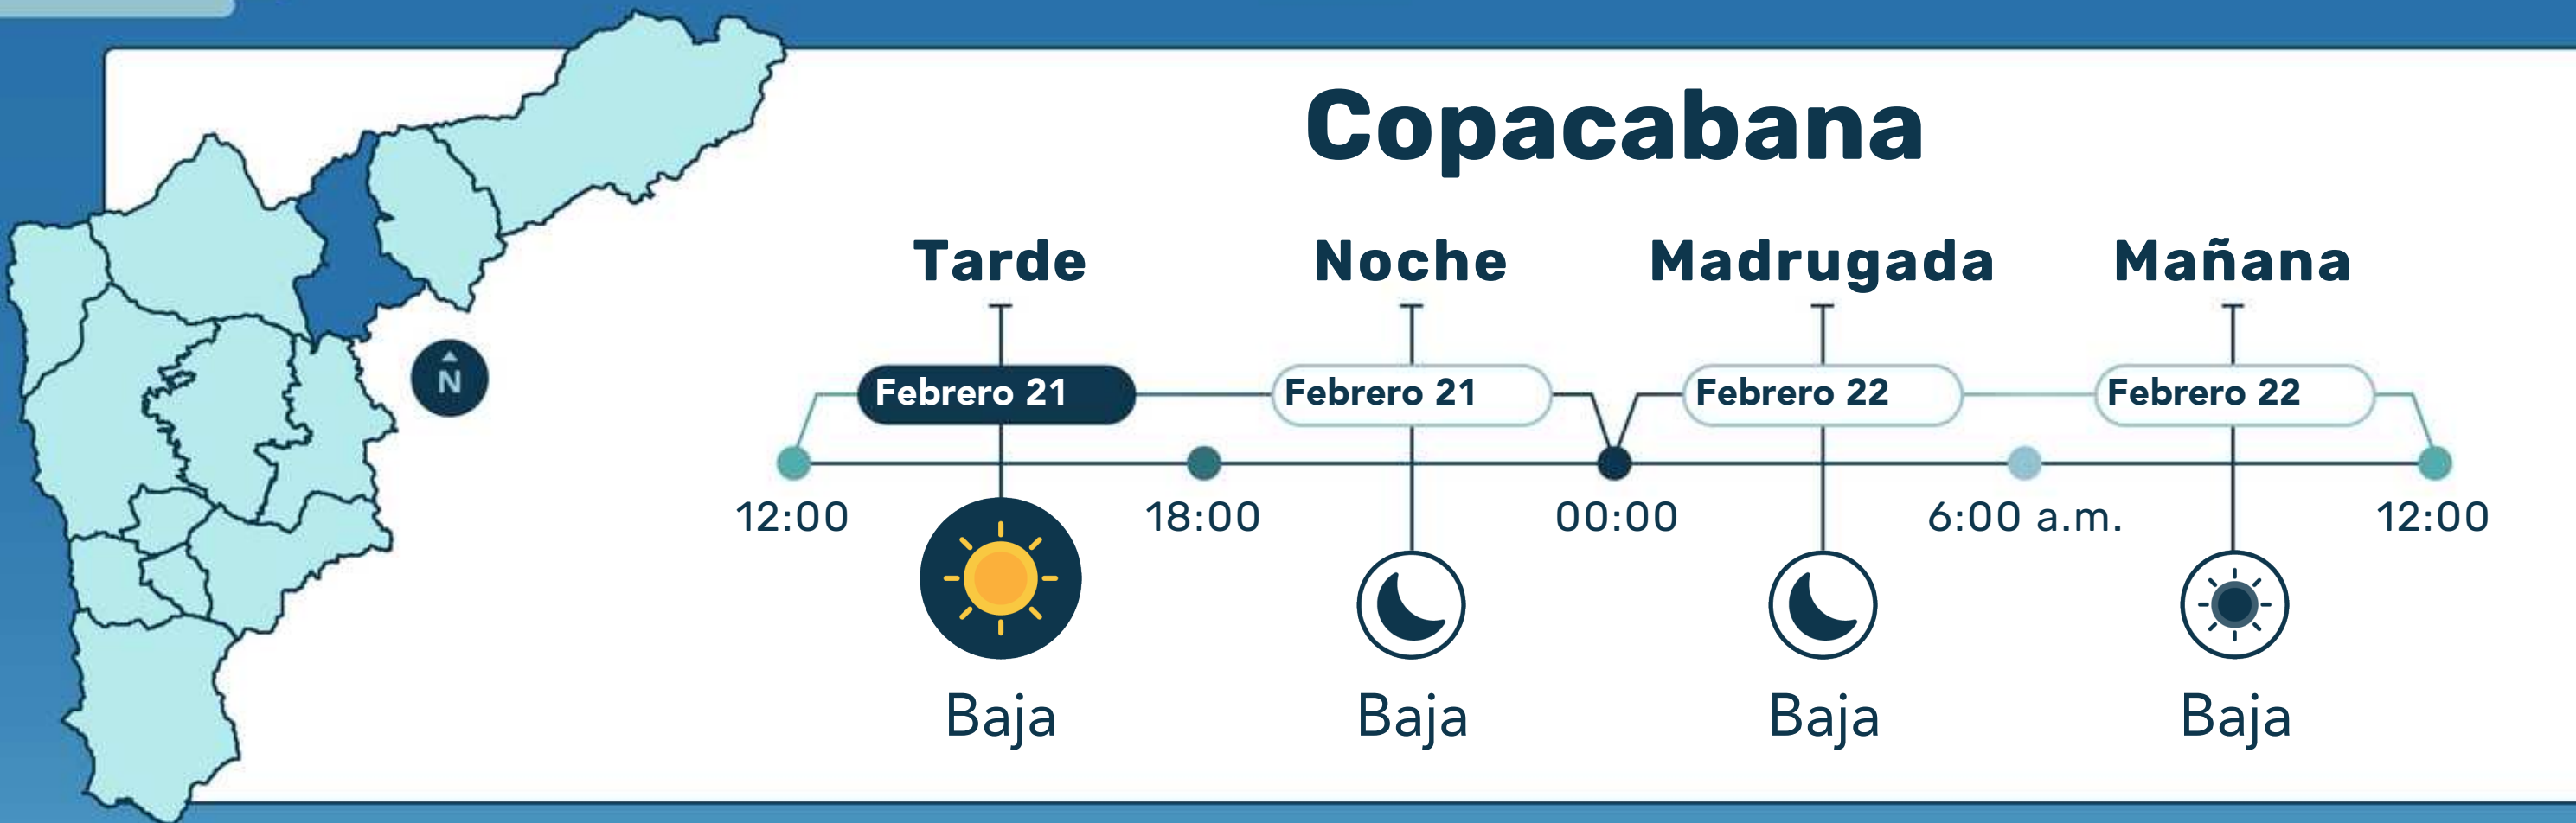 Copacabana
Tarde Noche Madrugada Mañana
Febrero 21 Febrero 21 Febrero 22 Febrero 22
12:00 18:00 00:00 6:00 a.m. 12:00
N
Baja Baja Baja Baja